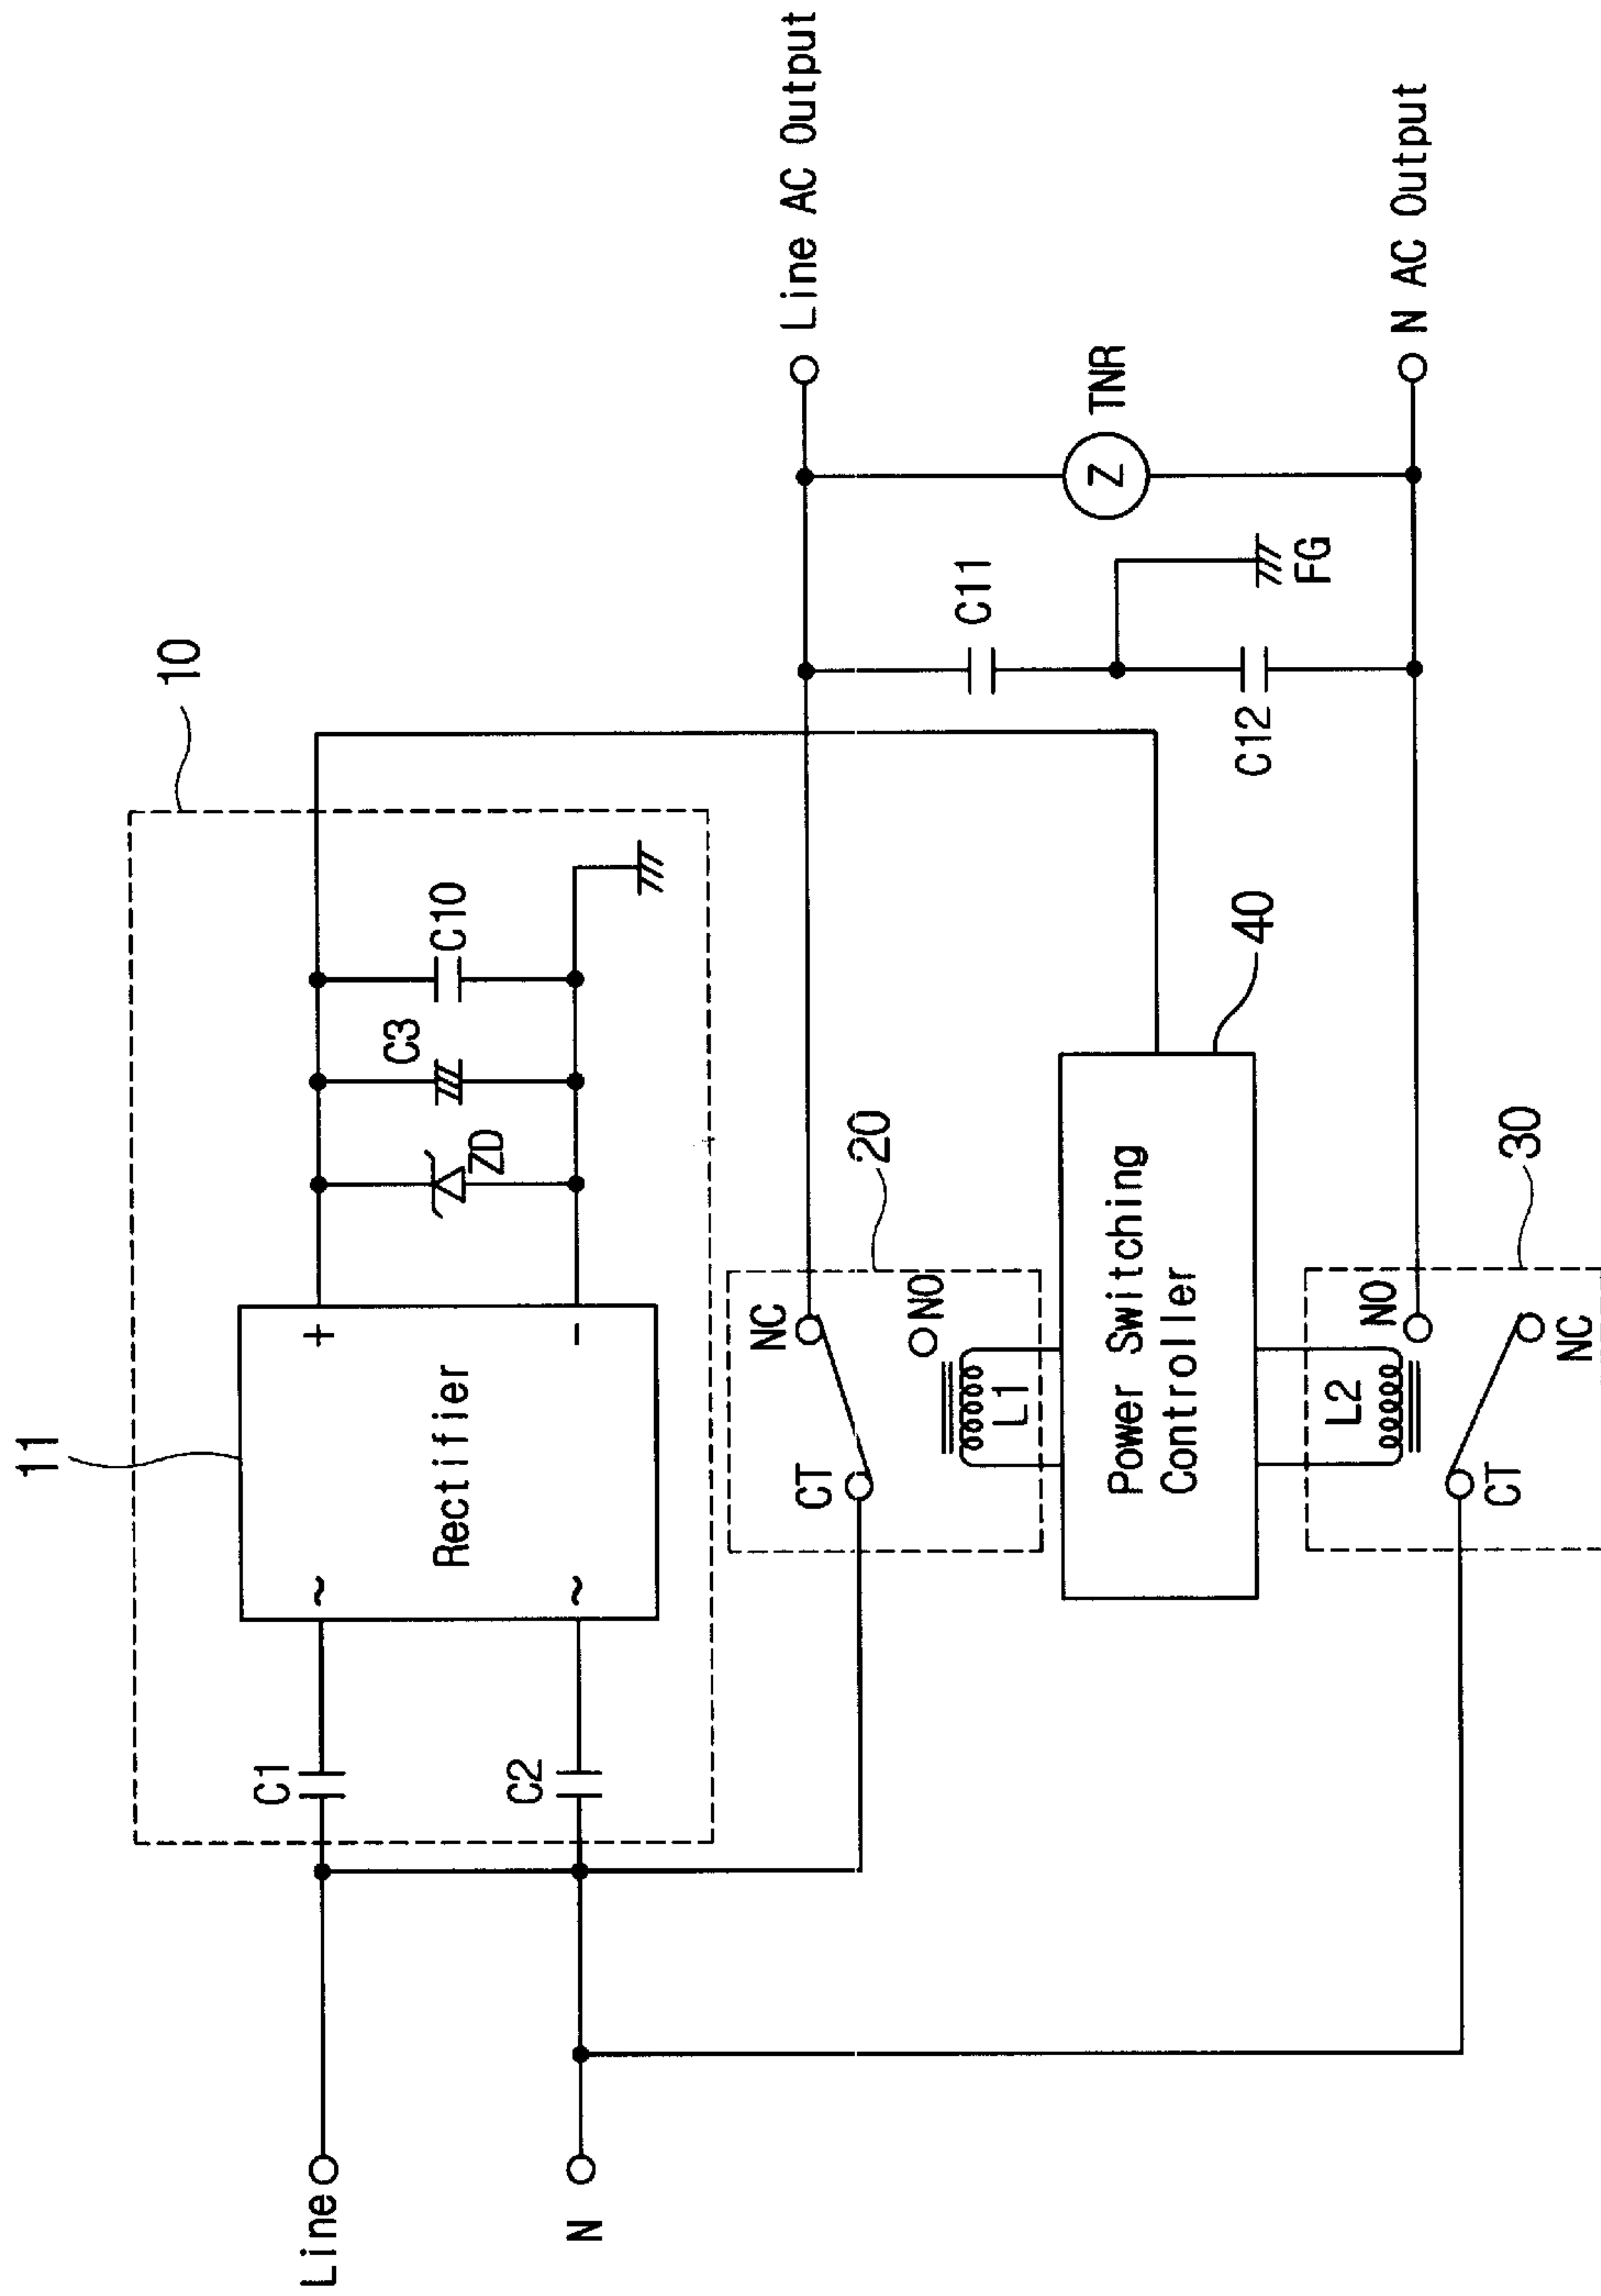 10
11
C1
C2
~
~
Rectifier
+
-
ZD
C3
C10
Line
N
20
CT
NC
NO
L1
Power Switching
Controller
40
30
L2
NO
CT
NC
C11
C12
FG
Z
TNR
Line AC Output
N AC Output